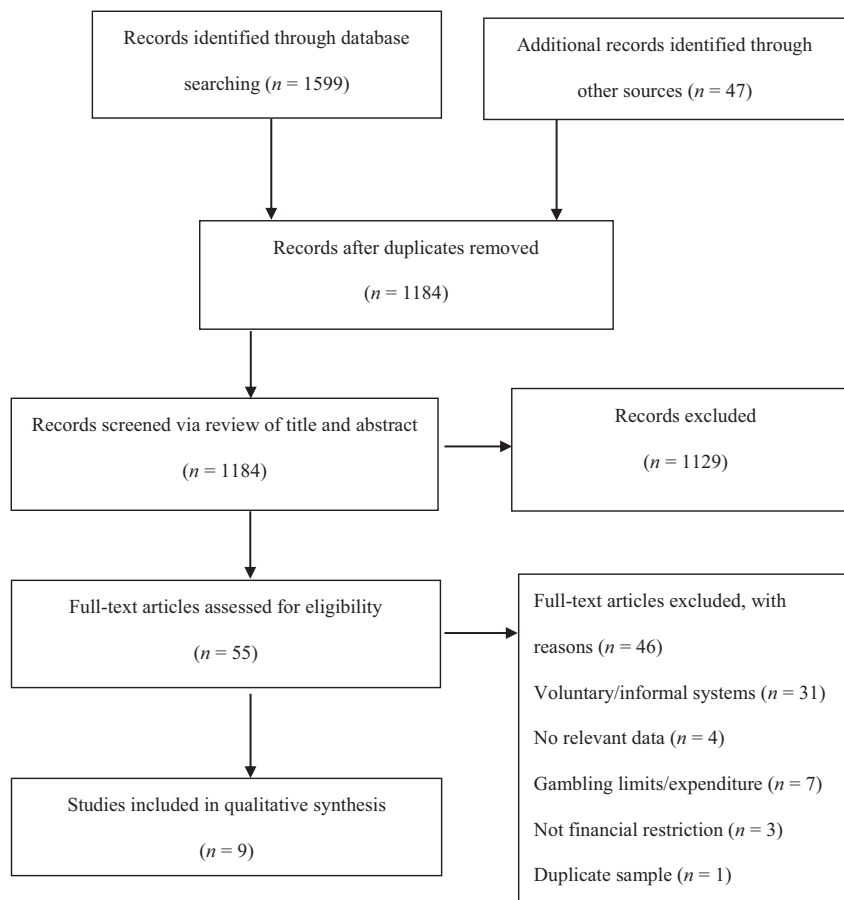 Records identified through database
searching (n = 1599)
Additional records identified through
other sources (n = 47)
Records after duplicates removed
(n = 1184)
Records screened via review of title and abstract
(n = 1184)
Records excluded
(n = 1129)
Full-text articles assessed for eligibility
(n = 55)
Full-text articles excluded, with
reasons (n = 46)
Voluntary/informal systems (n = 31)
No relevant data (n = 4)
Gambling limits/expenditure (n = 7)
Not financial restriction (n = 3)
Duplicate sample (n = 1)
Studies included in qualitative synthesis
(n = 9)